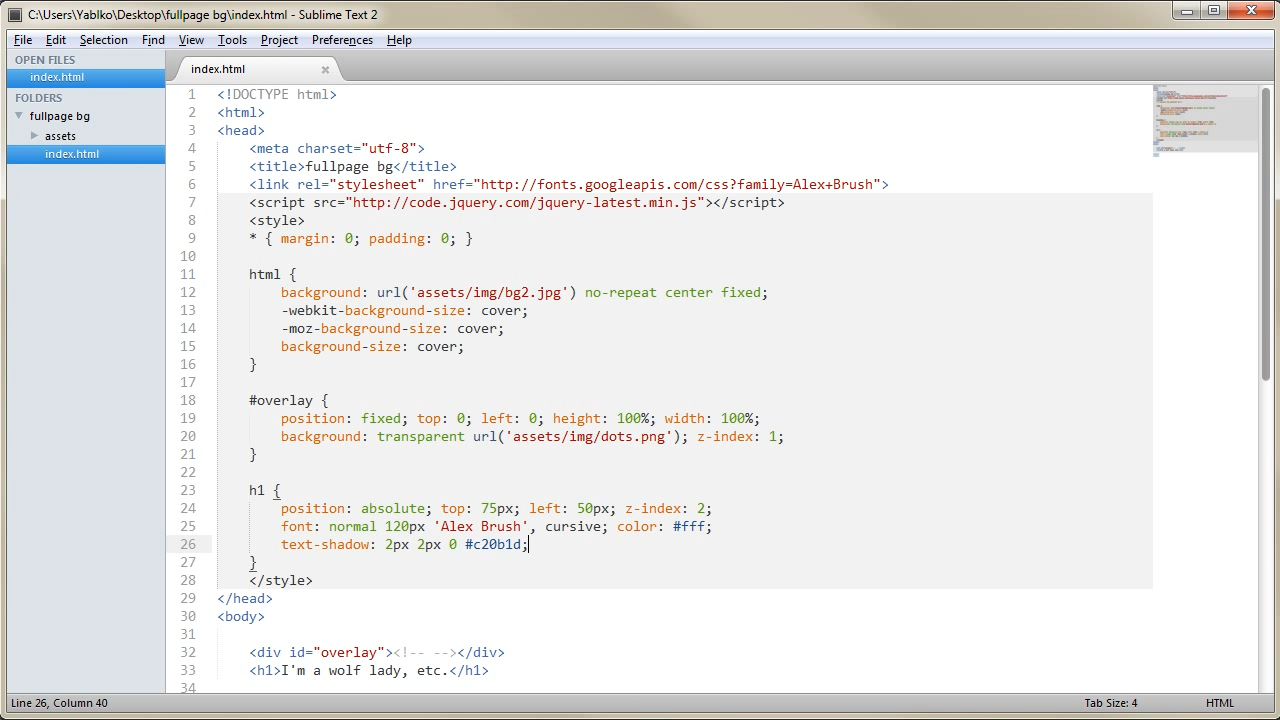 C:\Users\Yablko\Desktop\fullpage bg\index.html - Sublime Text 2
File Edit Selection Find View Tools Project Preferences Help
OPEN FILES
index.html
FOLDERS
fullpage bg
assets
index.html
index.html
1 <!DOCTYPE html>
2 <html>
3 <head>
4     <meta charset="utf-8">
5     <title>fullpage bg</title>
6     <link rel="stylesheet" href="http://fonts.googleapis.com/css?family=Alex+Brush">
7     <script src="http://code.jquery.com/jquery-latest.min.js"></script>
8     <style>
9     * { margin: 0; padding: 0; }
10
11     html {
12         background: url('assets/img/bg2.jpg') no-repeat center fixed;
13         -webkit-background-size: cover;
14         -moz-background-size: cover;
15         background-size: cover;
16     }
17
18     #overlay {
19         position: fixed; top: 0; left: 0; height: 100%; width: 100%;
20         background: transparent url('assets/img/dots.png'); z-index: 1;
21     }
22
23     h1 {
24         position: absolute; top: 75px; left: 50px; z-index: 2;
25         font: normal 120px 'Alex Brush', cursive; color: #fff;
26         text-shadow: 2px 2px 0 #c20b1d;
27     }
28     </style>
29 </head>
30 <body>
31
32     <div id="overlay"><!-- --></div>
33     <h1>I'm a wolf lady, etc.</h1>
34
Line 26, Column 40
Tab Size: 4
HTML